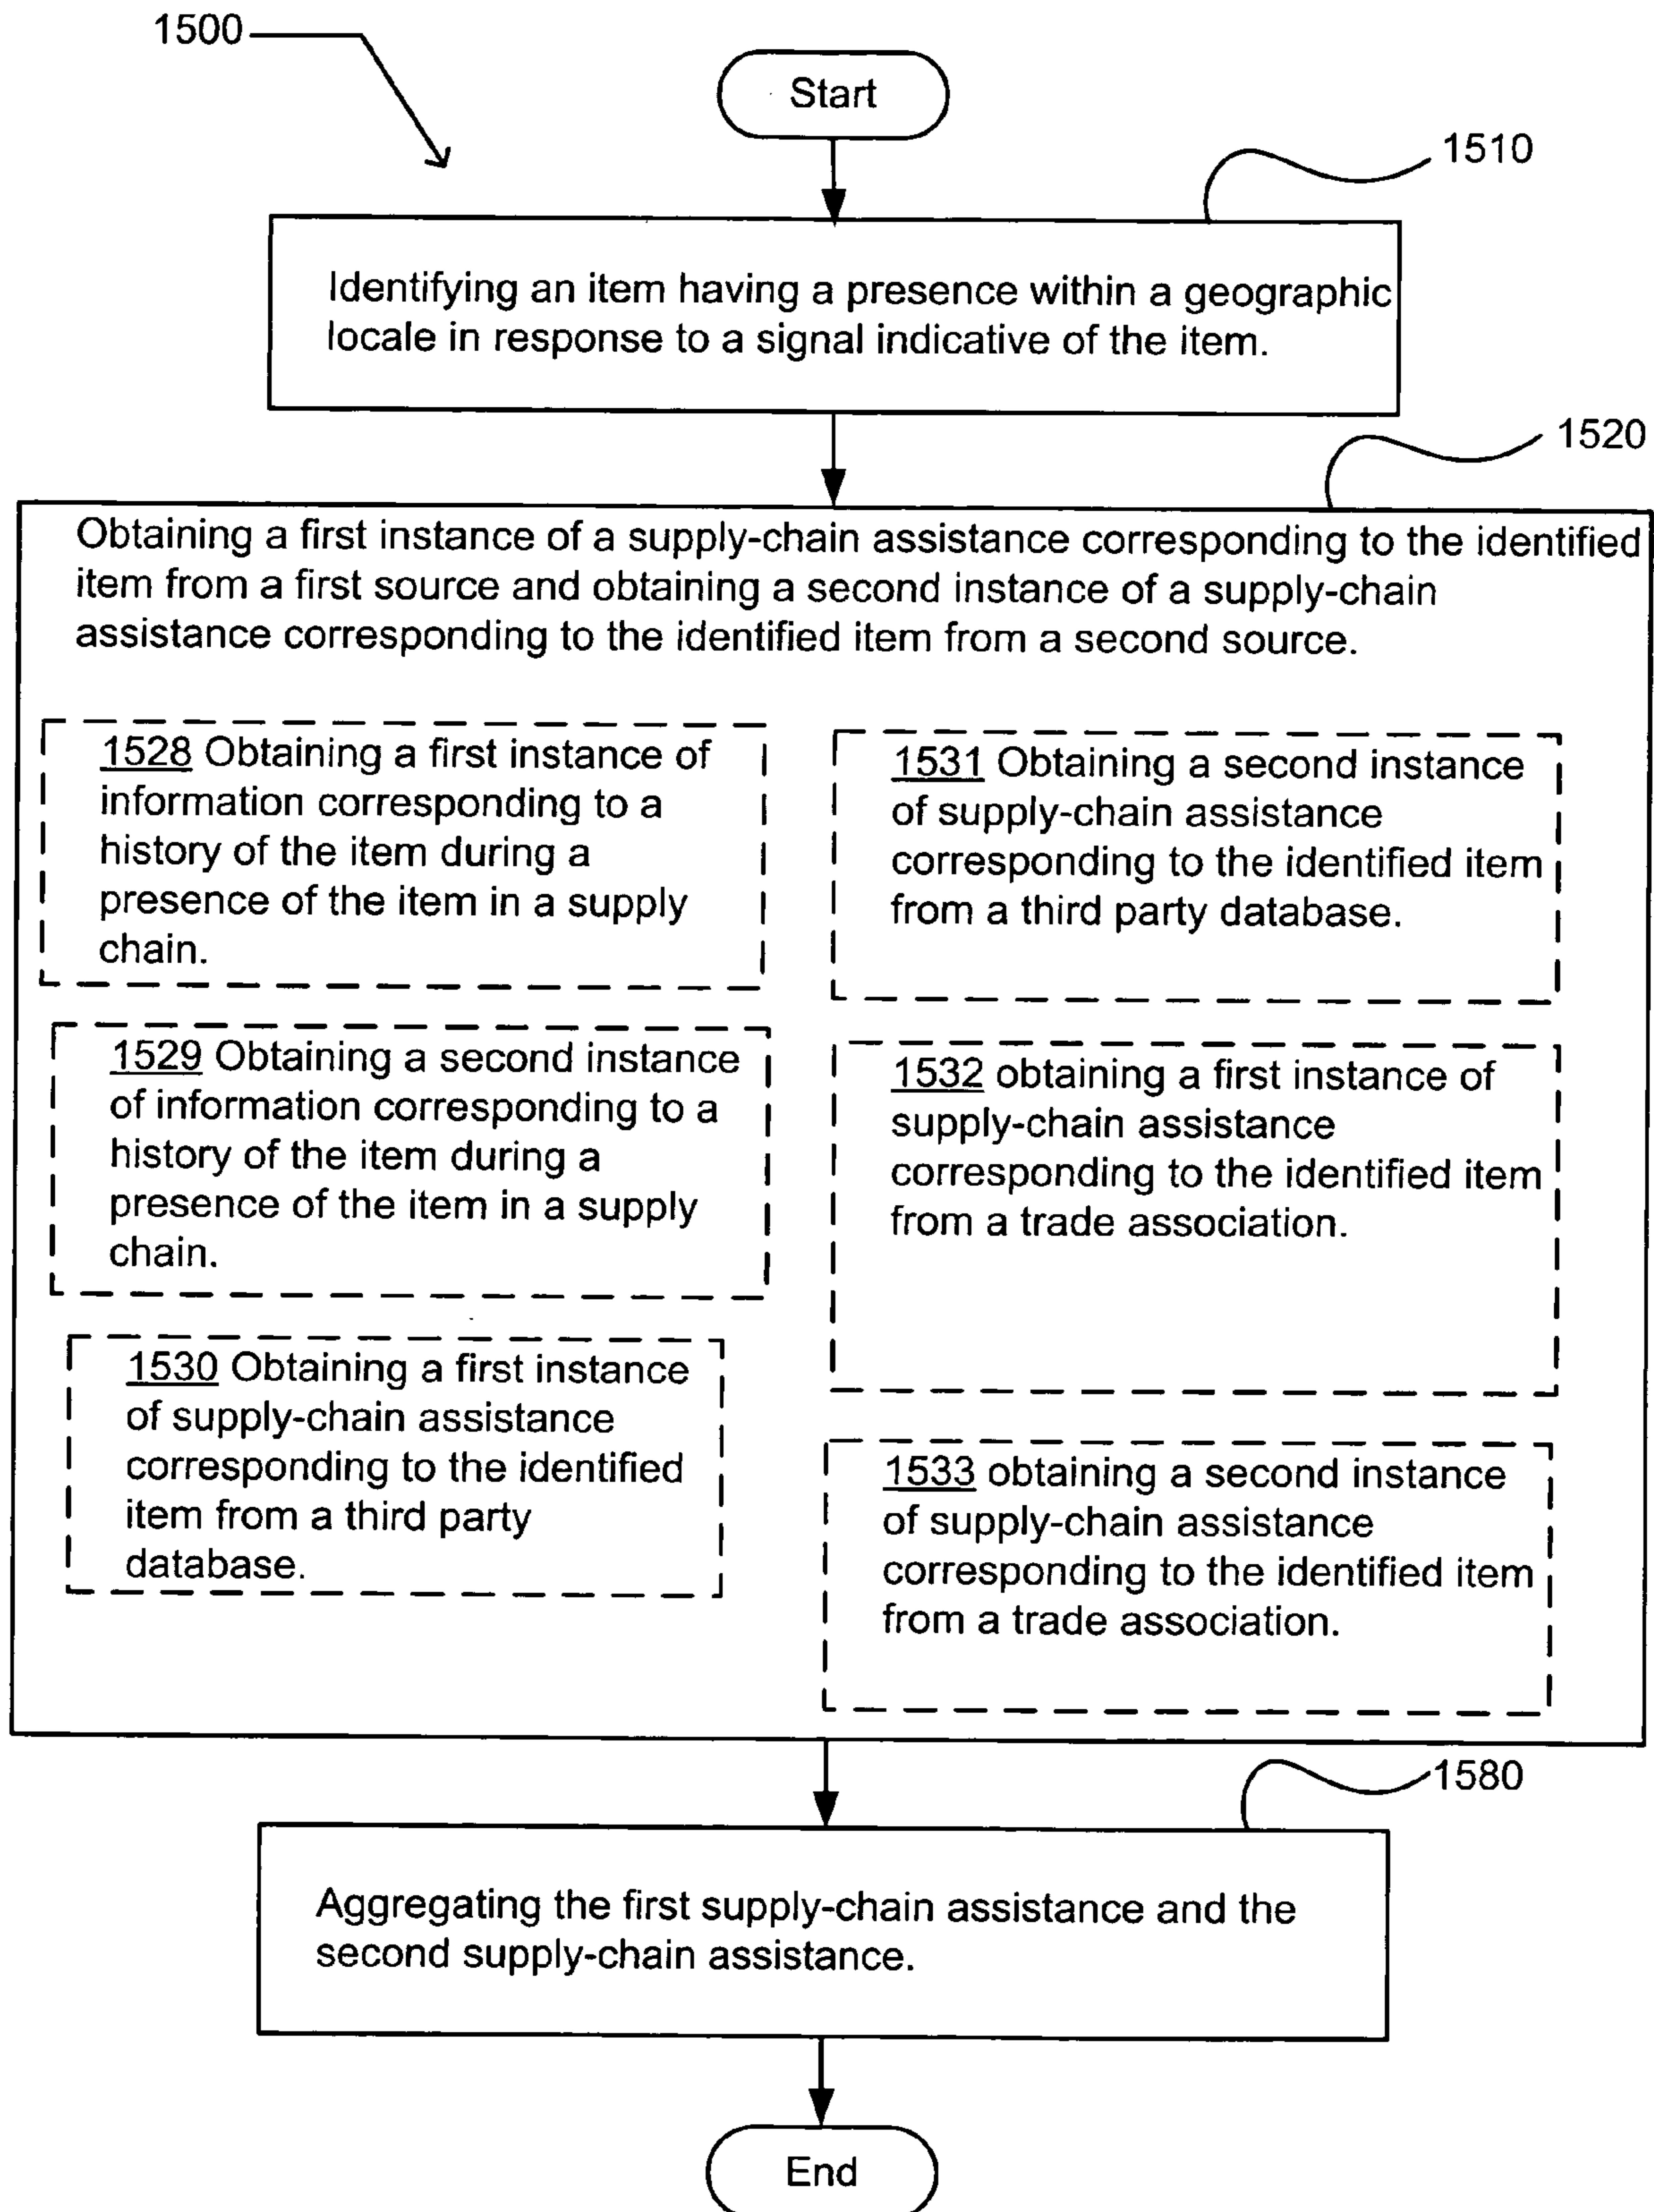 1500
Start
1510
Identifying an item having a presence within a geographic
locale in response to a signal indicative of the item.
1520
Obtaining a first instance of a supply-chain assistance corresponding to the identified
item from a first source and obtaining a second instance of a supply-chain
assistance corresponding to the identified item from a second source.
1528 Obtaining a first instance of
information corresponding to a
history of the item during a
presence of the item in a supply
chain.
1529 Obtaining a second instance
of information corresponding to a
history of the item during a
presence of the item in a supply
chain.
1530 Obtaining a first instance
of supply-chain assistance
corresponding to the identified
item from a third party
database.
1531 Obtaining a second instance
of supply-chain assistance
corresponding to the identified item
from a third party database.
1532 obtaining a first instance of
supply-chain assistance
corresponding to the identified item
from a trade association.
1533 obtaining a second instance
of supply-chain assistance
corresponding to the identified item
from a trade association.
1580
Aggregating the first supply-chain assistance and the
second supply-chain assistance.
End